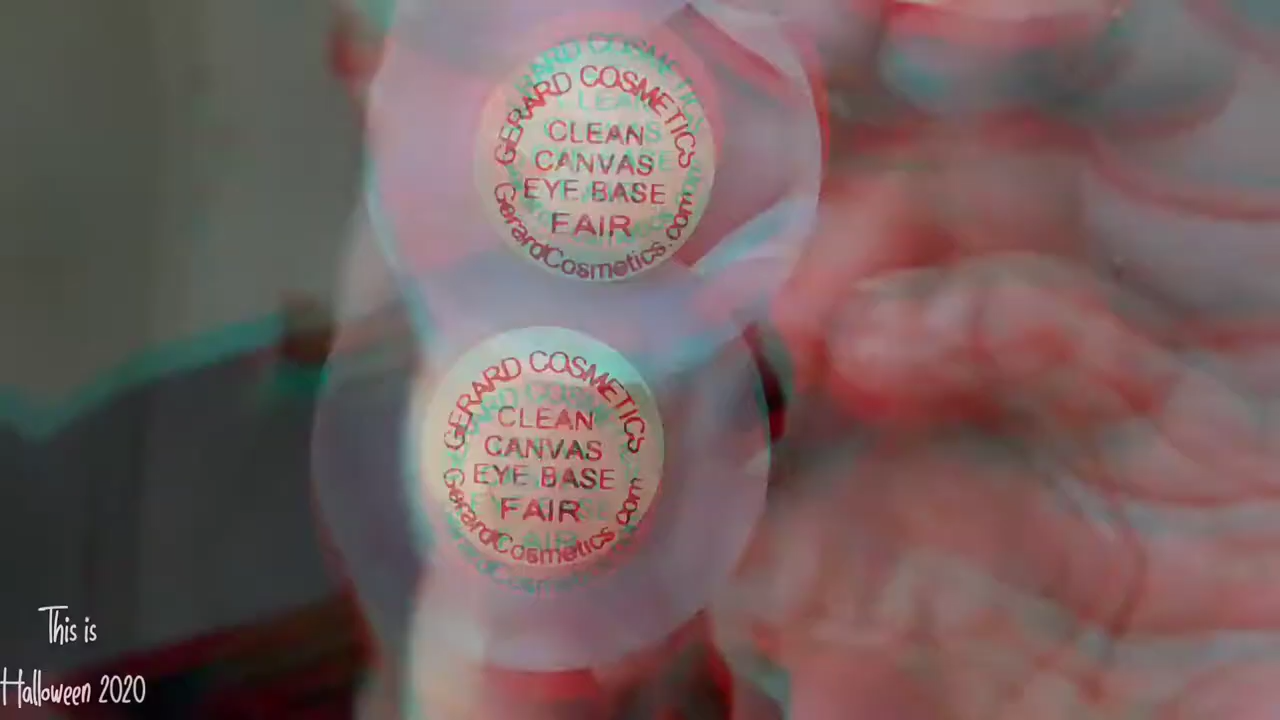 GERARD COSMETICS
CLEAN
CANVAS
EYE BASE
FAIR
GerardCosmetics.com
GERARD COSMETICS
CLEAN
CANVAS
EYE BASE
FAIR
GerardCosmetics.com
This is
Halloween 2020